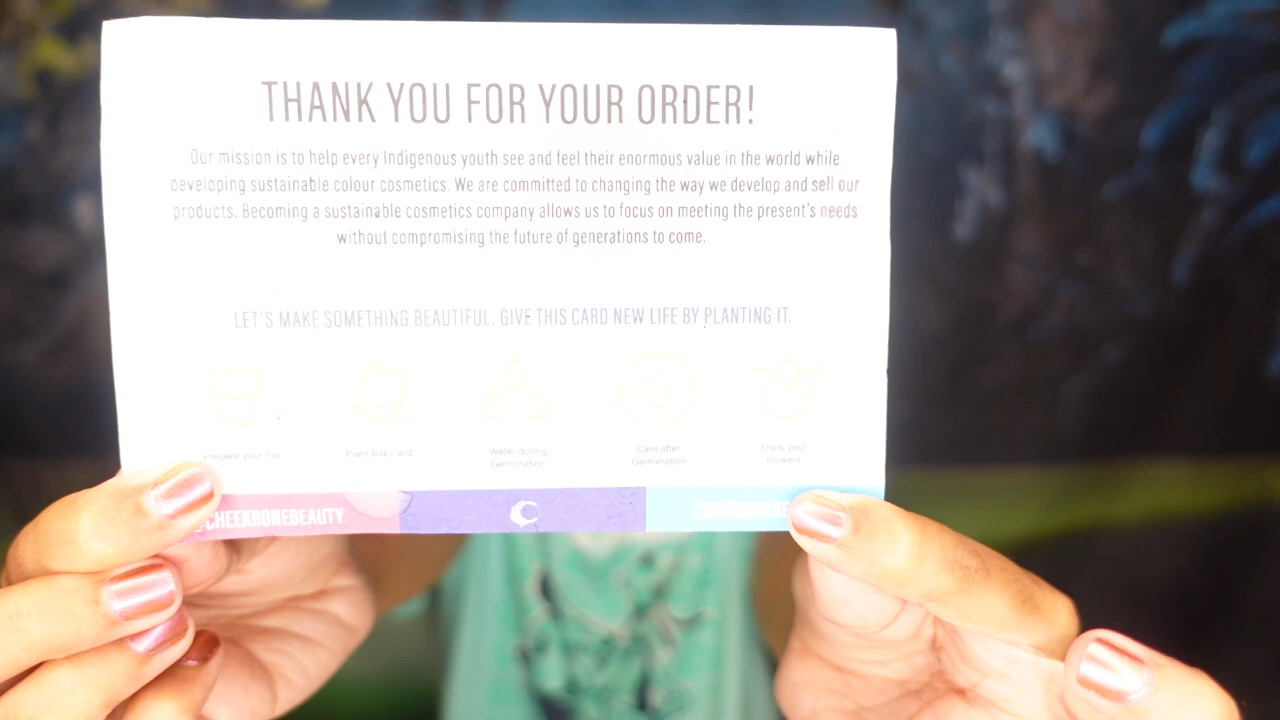 THANK YOU FOR YOUR ORDER!
Our mission is to help every Indigenous youth see and feel their enormous value in the world while
developing sustainable colour cosmetics. We are committed to changing the way we develop and sell our
products. Becoming a sustainable cosmetics company allows us to focus on meeting the present's needs
without compromising the future of generations to come.
LET'S MAKE SOMETHING BEAUTIFUL. GIVE THIS CARD NEW LIFE BY PLANTING IT.
Prepare your Pot
Plant this Card
Water during
Germination
Care after
Germination
Enjoy your
Flowers
@CHEEKBONEBEAUTY